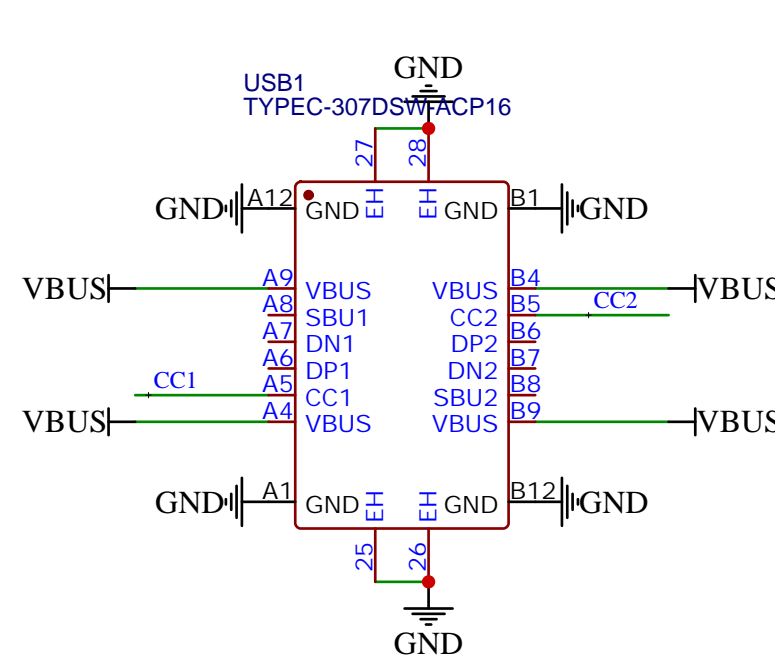 GND
USB1
TYPEC-307DSW-ACP16
27
28
GND
A12
GND
EH
EH
GND
B1
GND
VBUS
A9
VBUS
VBUS
B4
VBUS
A8
SBU1
CC2
B5
CC2
A7
DN1
DP2
B6
A6
DP1
DN2
B7
CC1
A5
CC1
SBU2
B8
VBUS
A4
VBUS
VBUS
B9
VBUS
GND
A1
GND
EH
EH
GND
B12
GND
25
26
GND